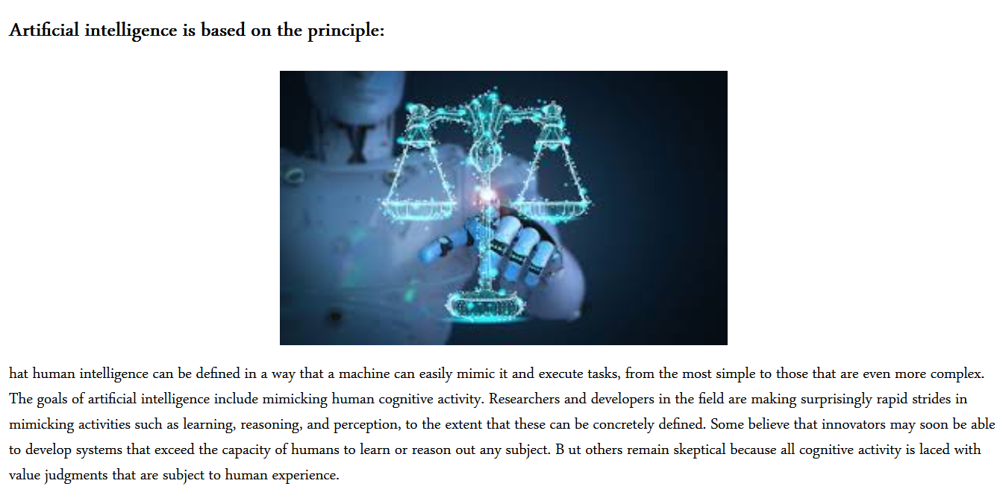 Artificial intelligence is based on the principle:
hat human intelligence can be defined in a way that a machine can easily mimic it and execute tasks, from the most simple to those that are even more complex.
The goals of artificial intelligence include mimicking human cognitive activity. Researchers and developers in the field are making surprisingly rapid strides in
mimicking activities such as learning, reasoning, and perception, to the extent that these can be concretely defined. Some believe that innovators may soon be able
to develop systems that exceed the capacity of humans to learn or reason out any subject. B ut others remain skeptical because all cognitive activity is laced with
value judgments that are subject to human experience.